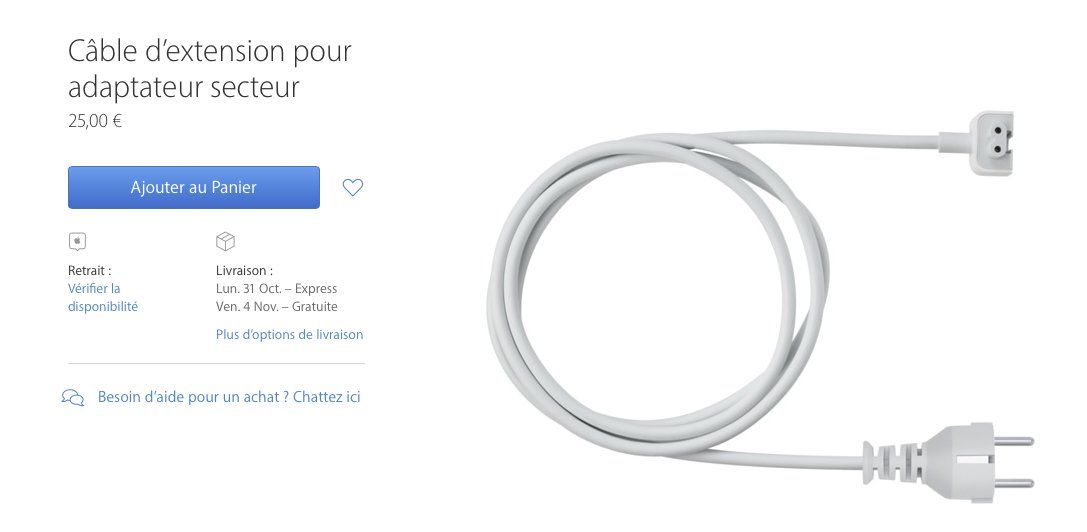 Câble d’extension pour
adaptateur secteur
25,00 €
Ajouter au Panier
Retrait :
Vérifier la
disponibilité
Livraison :
Lun. 31 Oct. – Express
Ven. 4 Nov. – Gratuite
Plus d’options de livraison
Besoin d’aide pour un achat ? Chattez ici